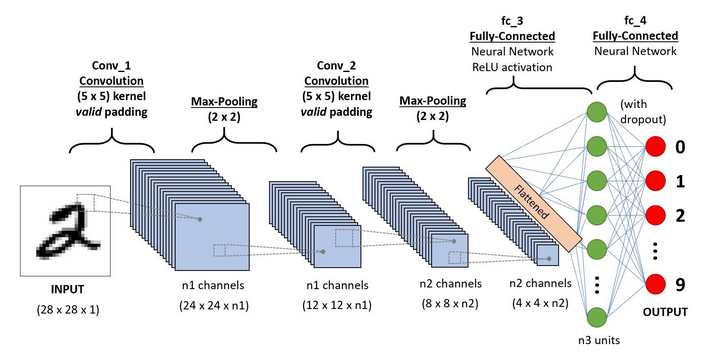 fc_3
Fully-Connected
Neural Network
ReLU activation
fc_4
Fully-Connected
Neural Network
Conv_1
Convolution
(5 x 5) kernel
valid padding
Max-Pooling
(2 x 2)
Conv_2
Convolution
(5 x 5) kernel
valid padding
Max-Pooling
(2 x 2)
(with
dropout)
Flattened
0
1
2
9
INPUT
(28 x 28 x 1)
n1 channels
(24 x 24 x n1)
n1 channels
(12 x 12 x n1)
n2 channels
(8 x 8 x n2)
n2 channels
(4 x 4 x n2)
OUTPUT
n3 units